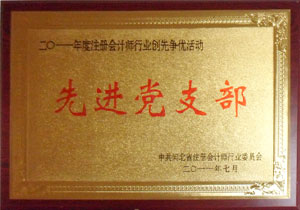 二〇一一年度注册会计师行业创先争优活动
先进党支部
中共河北省注册会计师行业委员会
二〇一一年七月